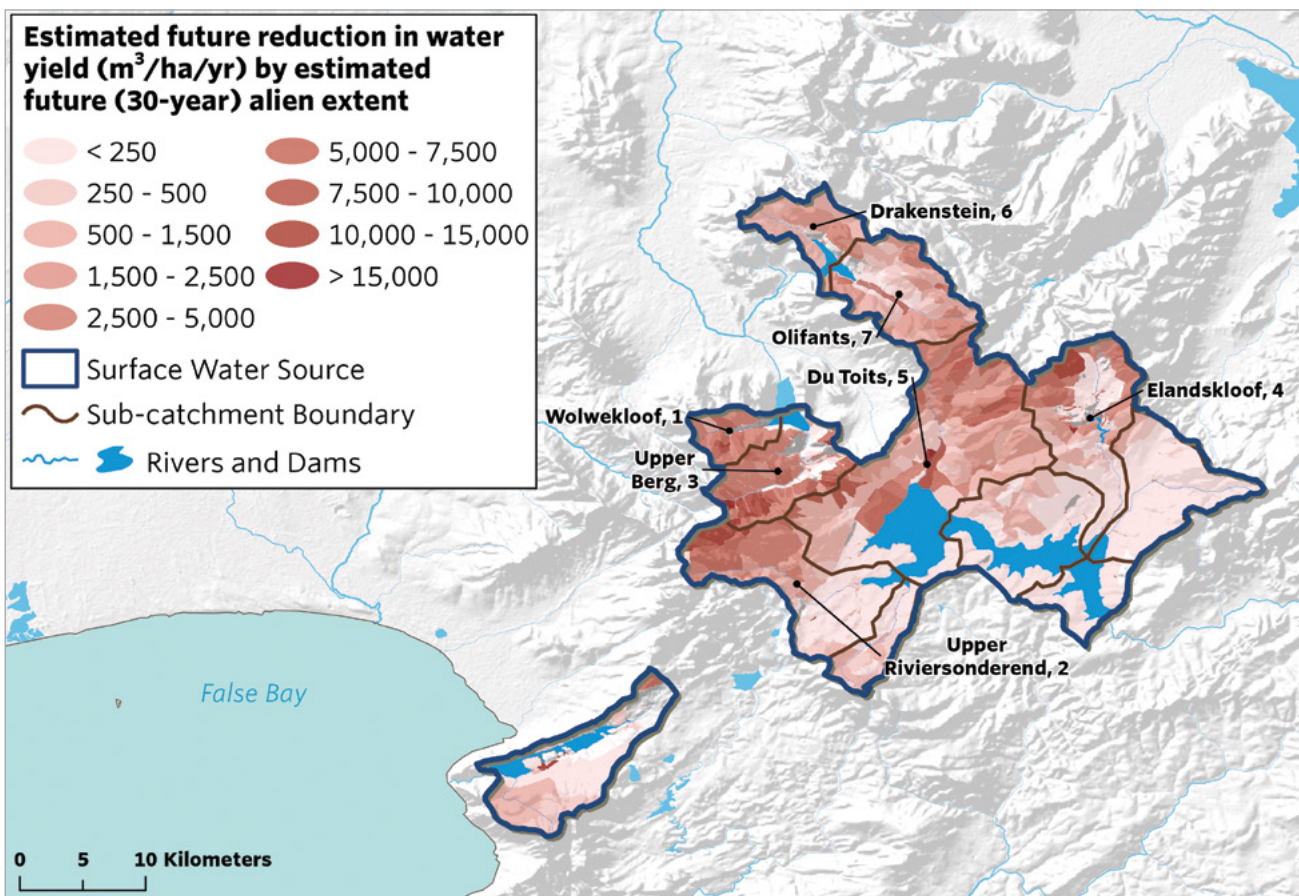 Estimated future reduction in water
yield (m³/ha/yr) by estimated
future (30-year) alien extent
< 250
250 - 500
500 - 1,500
1,500 - 2,500
2,500 - 5,000
5,000 - 7,500
7,500 - 10,000
10,000 - 15,000
> 15,000
Surface Water Source
Sub-catchment Boundary
Rivers and Dams
Drakenstein, 6
Olifants, 7
Du Toits, 5
Elandskloof, 4
Wolwekloof, 1
Upper
Berg, 3
Upper
Riviersonderend, 2
False Bay
0 5 10 Kilometers